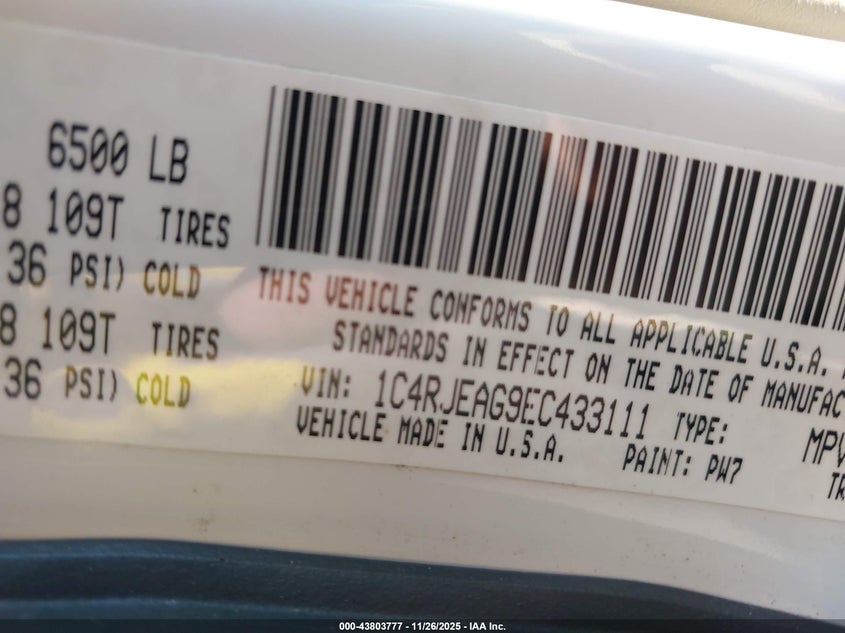 6500 LB
8 109T TIRES
36 PSI) COLD
8 109T TIRES
36 PSI) COLD
THIS VEHICLE CONFORMS TO ALL APPLICABLE U.S.A.
STANDARDS IN EFFECT ON THE DATE OF MANUFAC
VIN: 1C4RJEAG9EC433111 TYPE: MPV
VEHICLE MADE IN U.S.A. PAINT: PW7 TR
000-43803777 - 11/26/2025 - IAA Inc.